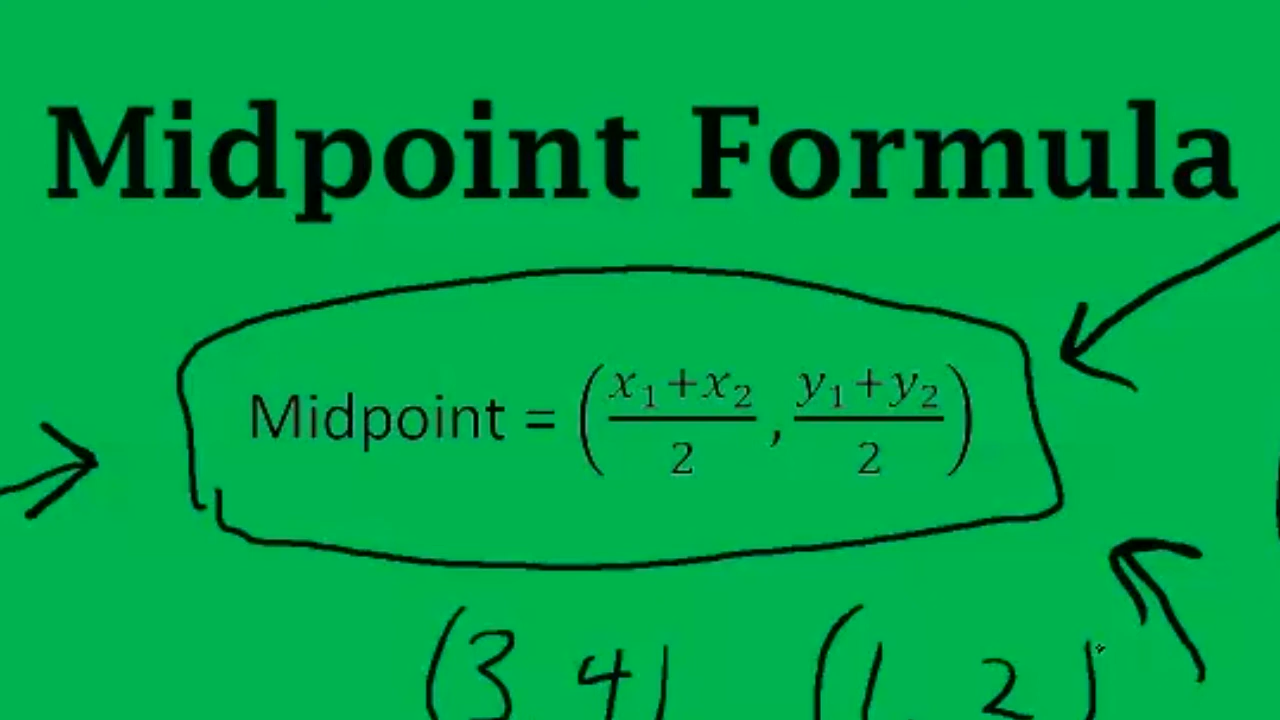 Midpoint Formula
Midpoint = (x₁+x₂/2, y₁+y₂/2)
(3 4) (1, 2)